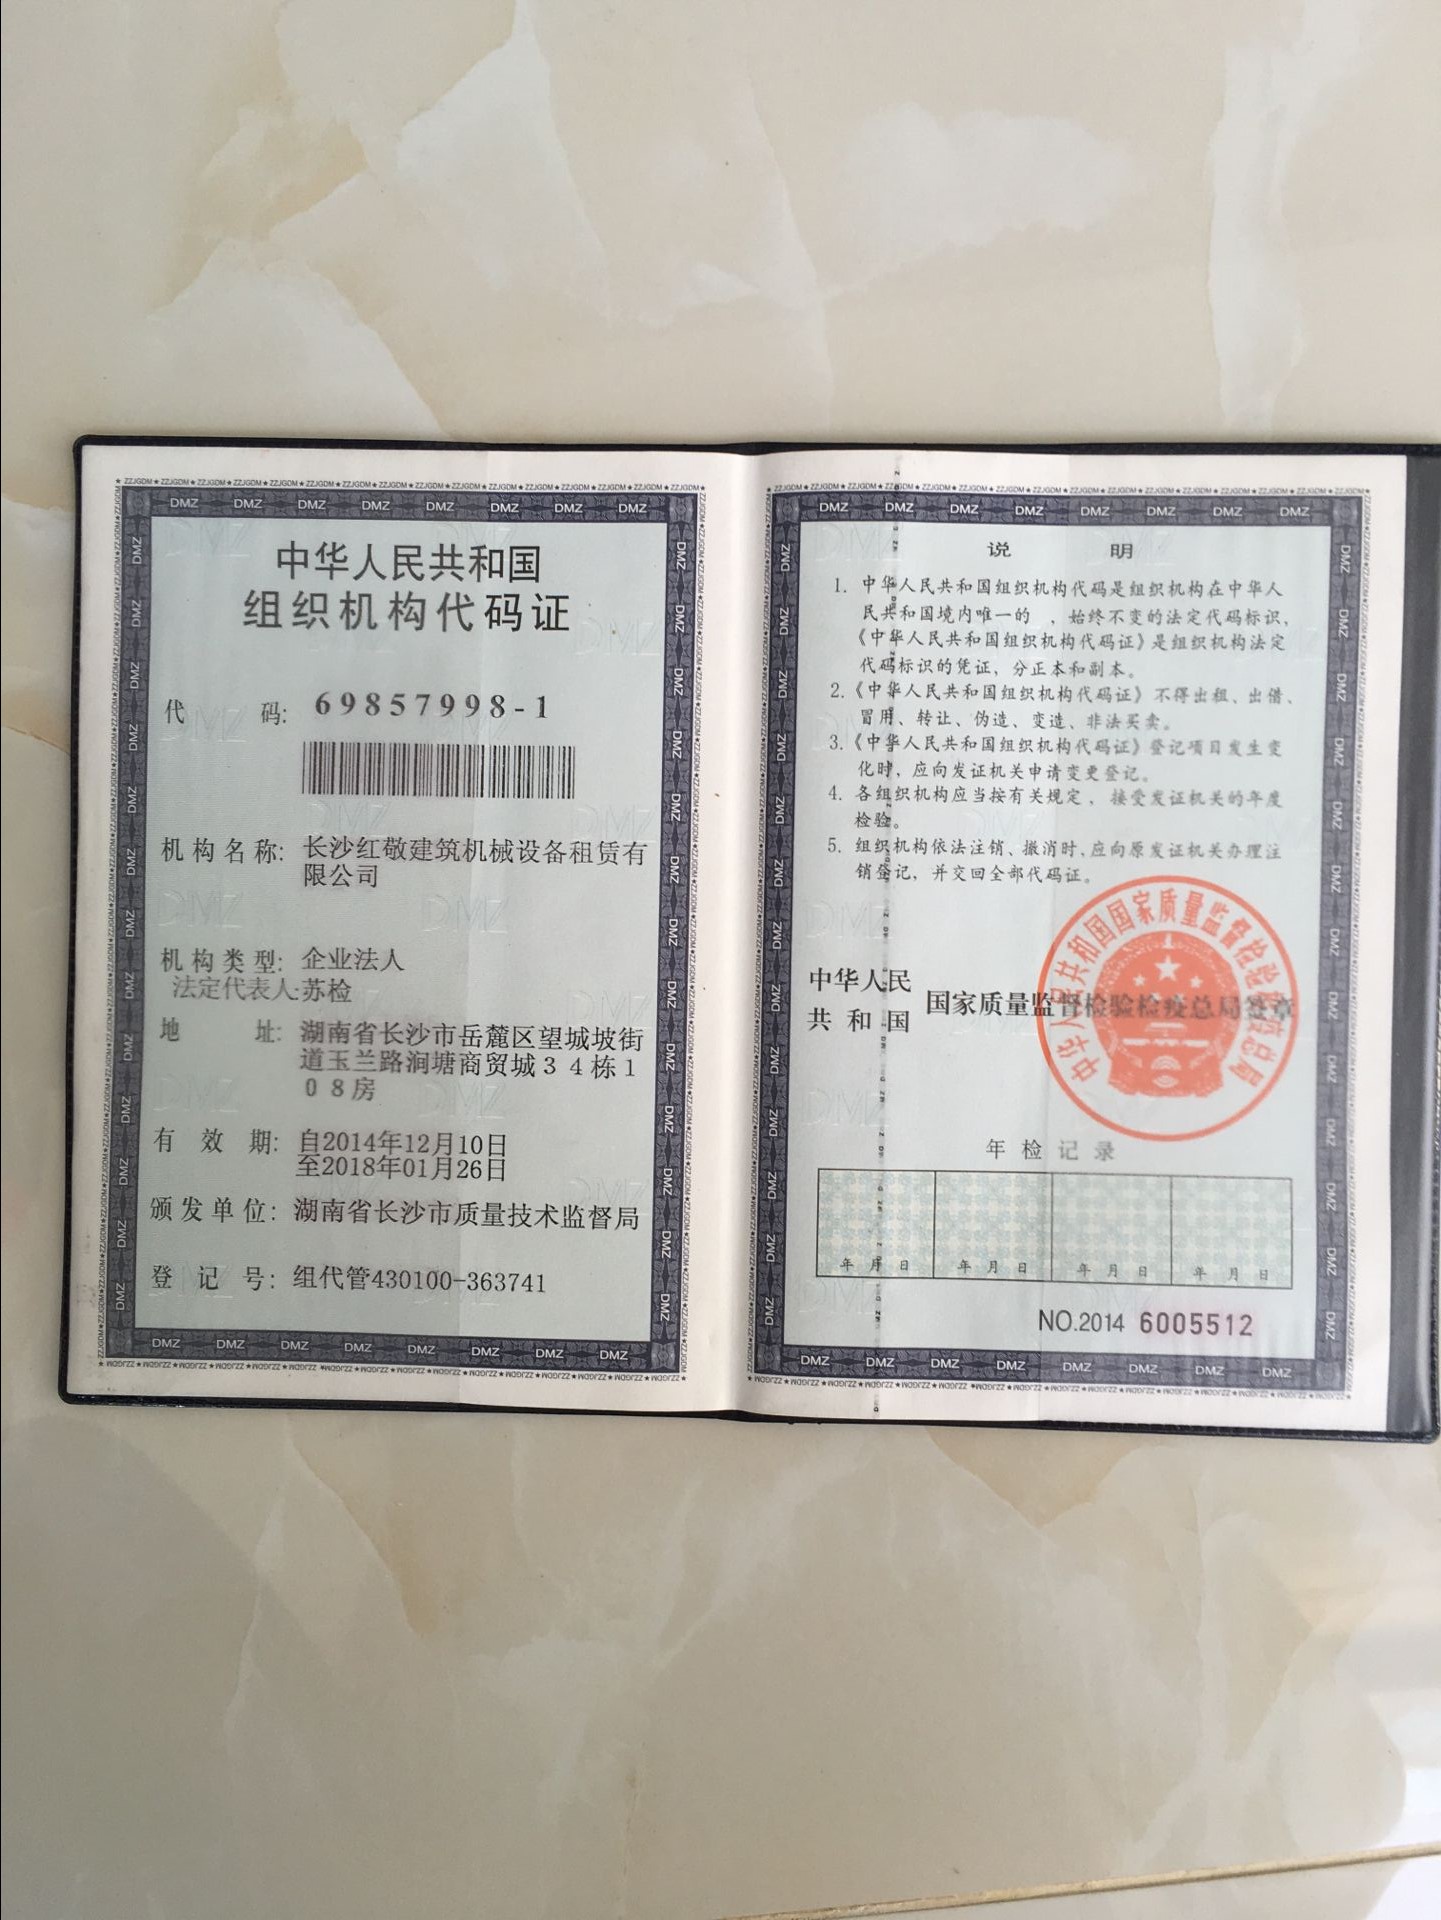 中华人民共和国
组织机构代码证
代 码: 69857998-1
机构名称: 长沙红敬建筑机械设备租赁有
限公司
机构类型: 企业法人
法定代表人:苏检
地 址: 湖南省长沙市岳麓区望城坡街
道玉兰路涧塘商贸城34栋1
08房
有 效 期: 自2014年12月10日
至2018年01月26日
颁发单位: 湖南省长沙市质量技术监督局
登 记 号: 组代管430100-363741
说 明
1. 中华人民共和国组织机构代码是组织机构在中华人
民共和国境内唯一的 ,始终不变的法定代码标识,
《中华人民共和国组织机构代码证》是组织机构法定
代码标识的凭证,分正本和副本。
2.《中华人民共和国组织机构代码证》不得出租、出借、
冒用、转让、伪造、变造、非法买卖。
3.《中华人民共和国组织机构代码证》登记项目发生变
化时,应向发证机关申请变更登记。
4. 各组织机构应当按有关规定,接受发证机关的年度
检验。
5. 组织机构依法注销、撤消时,应向原发证机关办理注
销登记,并交回全部代码证。
中华人民
共和国
国家质量监督检验检疫总局签章
中华人民共和国国家质量监督检验检疫总局
年检记录
年 月 日 年 月 日 年 月 日 年 月 日
NO.2014 6005512